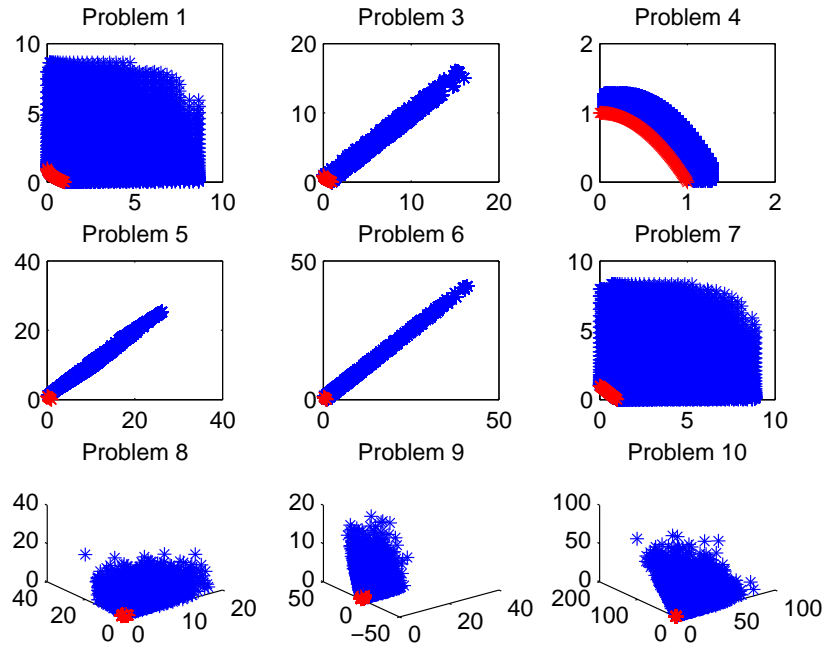 Problem 1 Problem 3 Problem 4
10 20 2
5 10 1
0 0 0
0 5 10 0 10 20 0 1 2
Problem 5 Problem 6 Problem 7
40 50 10
20 5
0 0 0
0 20 40 0 50 0 5 10
Problem 8 Problem 9 Problem 10
40 20 100
20 10 50
0 0 0
40 20 0 0 10 20 50 0 −50 0 20 40 200 100 0 0 50 100